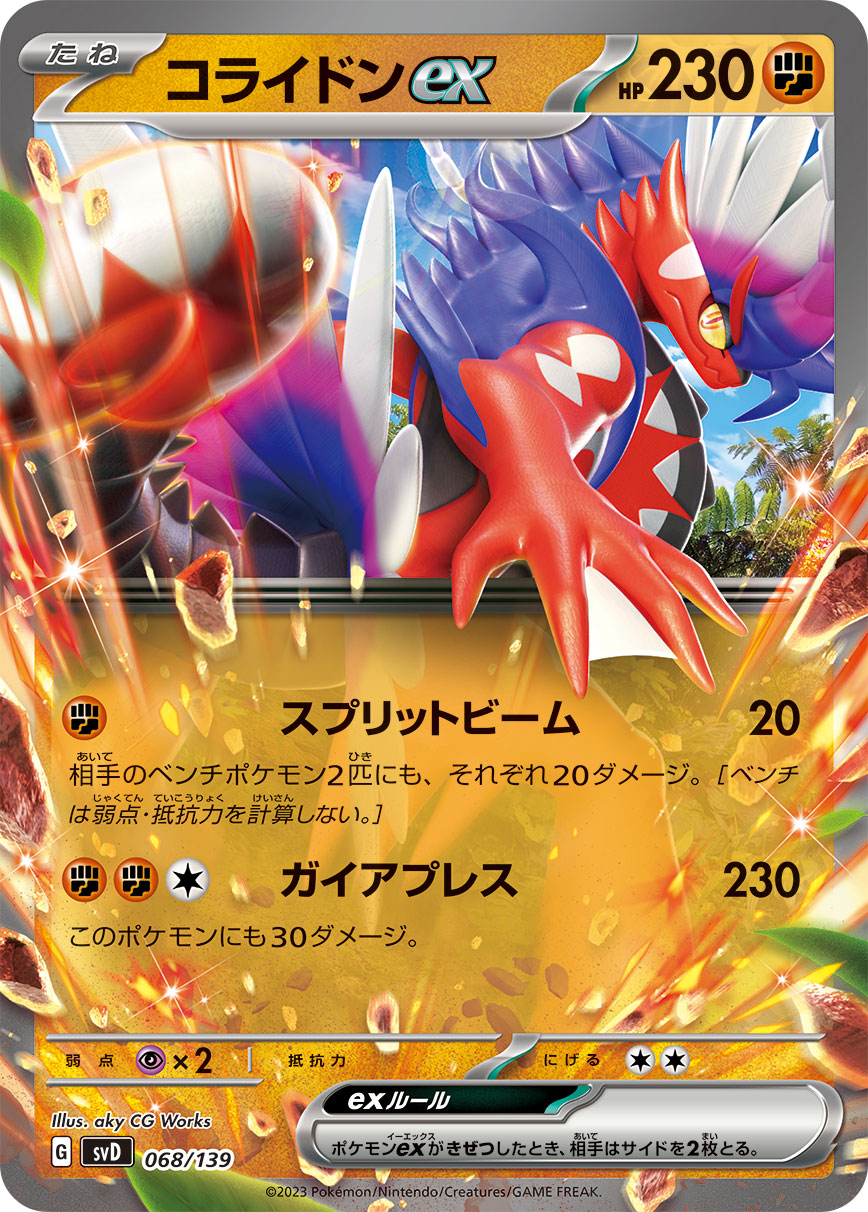 たね
コライドンex
HP 230
スプリットビーム 20
相手のベンチポケモン2匹にも、それぞれ20ダメージ。[ベンチ
は弱点・抵抗力を計算しない。]
ガイアプレス 230
このポケモンにも30ダメージ。
弱点 ×2 抵抗力 にげる
exルール
ポケモンexがきぜつしたとき、相手はサイドを2枚とる。
Illus. aky CG Works
G svD 068/139
©2023 Pokémon/Nintendo/Creatures/GAME FREAK.